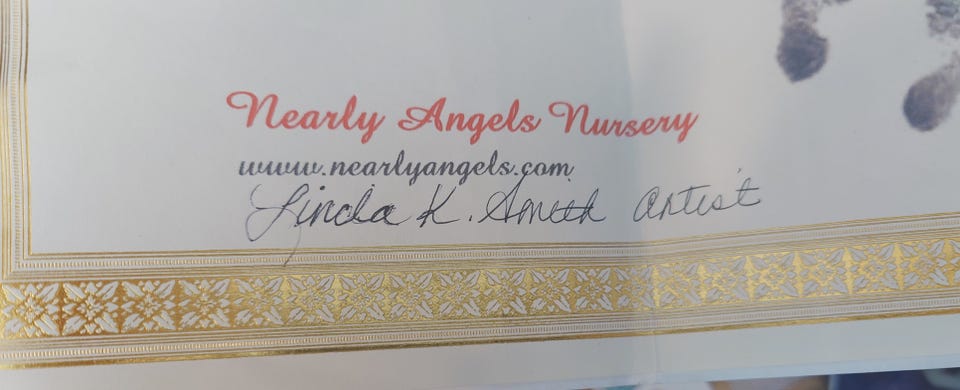 Nearly Angels Nursery
www.nearlyangels.com
Linda K. Smith Artist